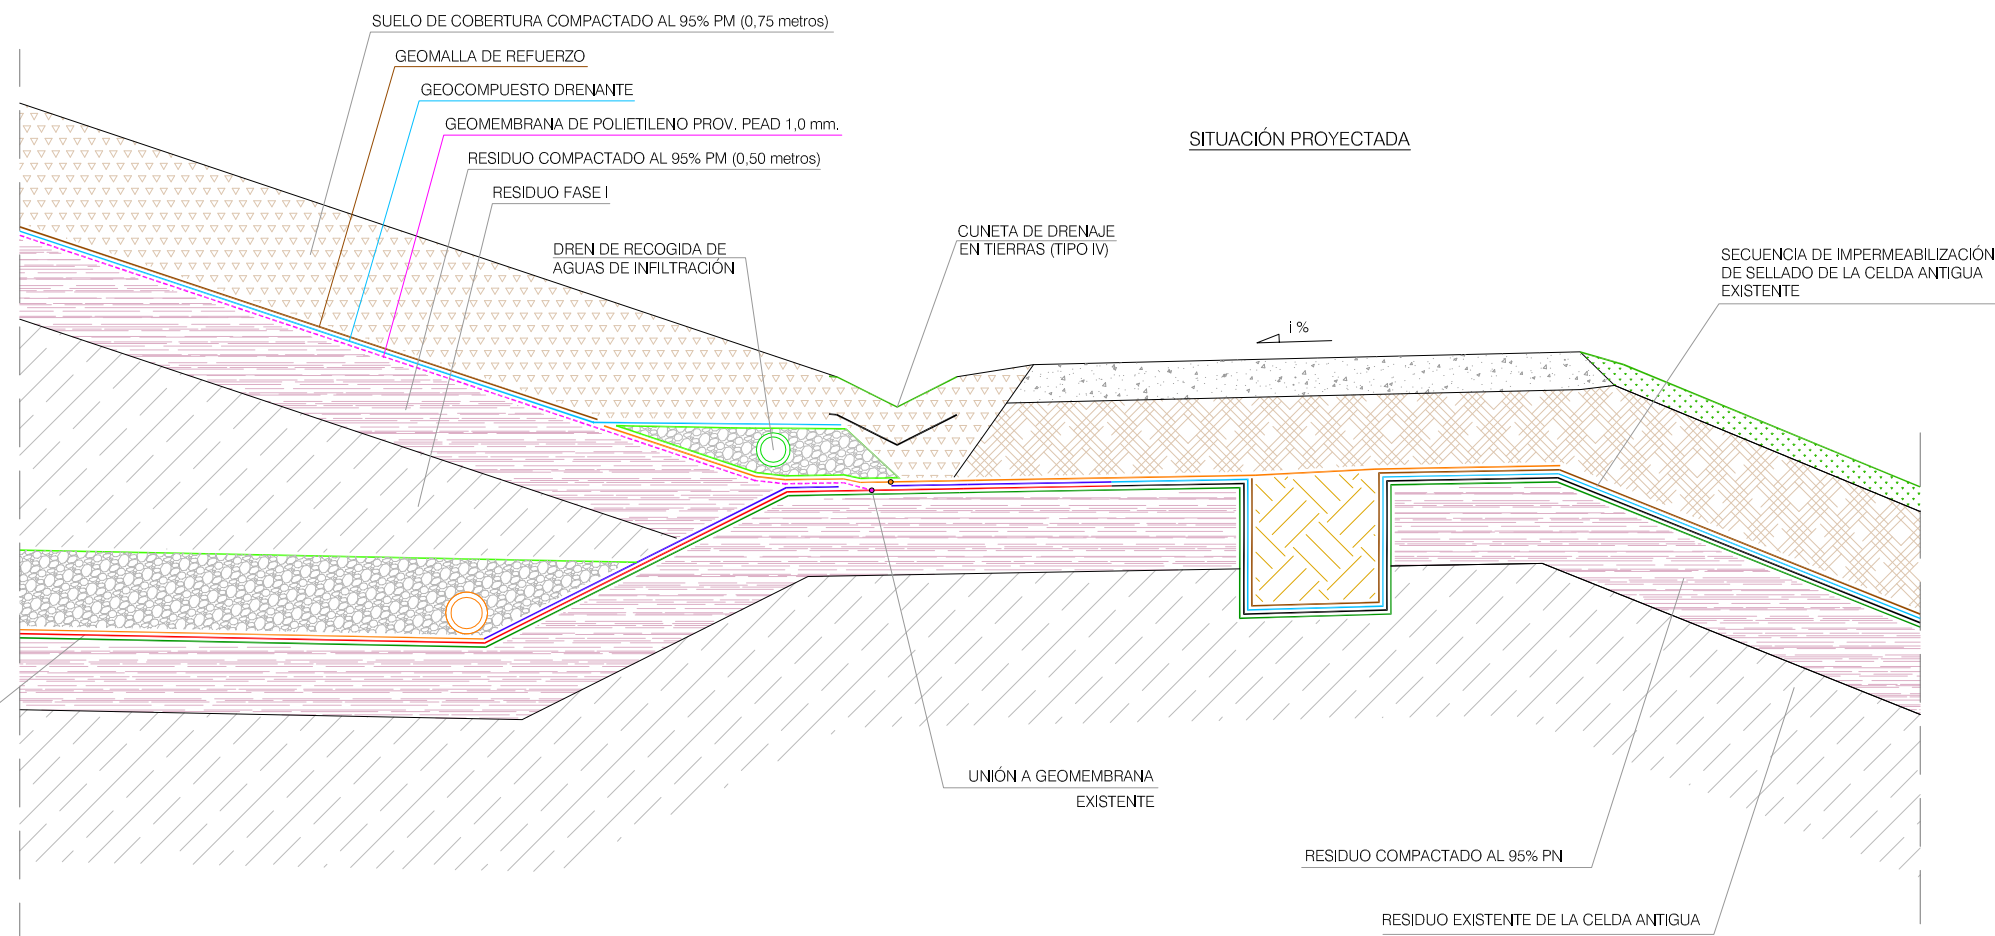 SUELO DE COBERTURA COMPACTADO AL 95% PM (0,75 metros)
GEOMALLA DE REFUERZO
GEOCOMPUESTO DRENANTE
GEOMEMBRANA DE POLIETILENO PROV. PEAD 1,0 mm.
RESIDUO COMPACTADO AL 95% PM (0,50 metros)
RESIDUO FASE I
SITUACIÓN PROYECTADA
DREN DE RECOGIDA DE
AGUAS DE INFILTRACIÓN
CUNETA DE DRENAJE
EN TIERRAS (TIPO IV)
SECUENCIA DE IMPERMEABILIZACIÓN
DE SELLADO DE LA CELDA ANTIGUA
EXISTENTE
i %
UNIÓN A GEOMEMBRANA
EXISTENTE
RESIDUO COMPACTADO AL 95% PN
RESIDUO EXISTENTE DE LA CELDA ANTIGUA